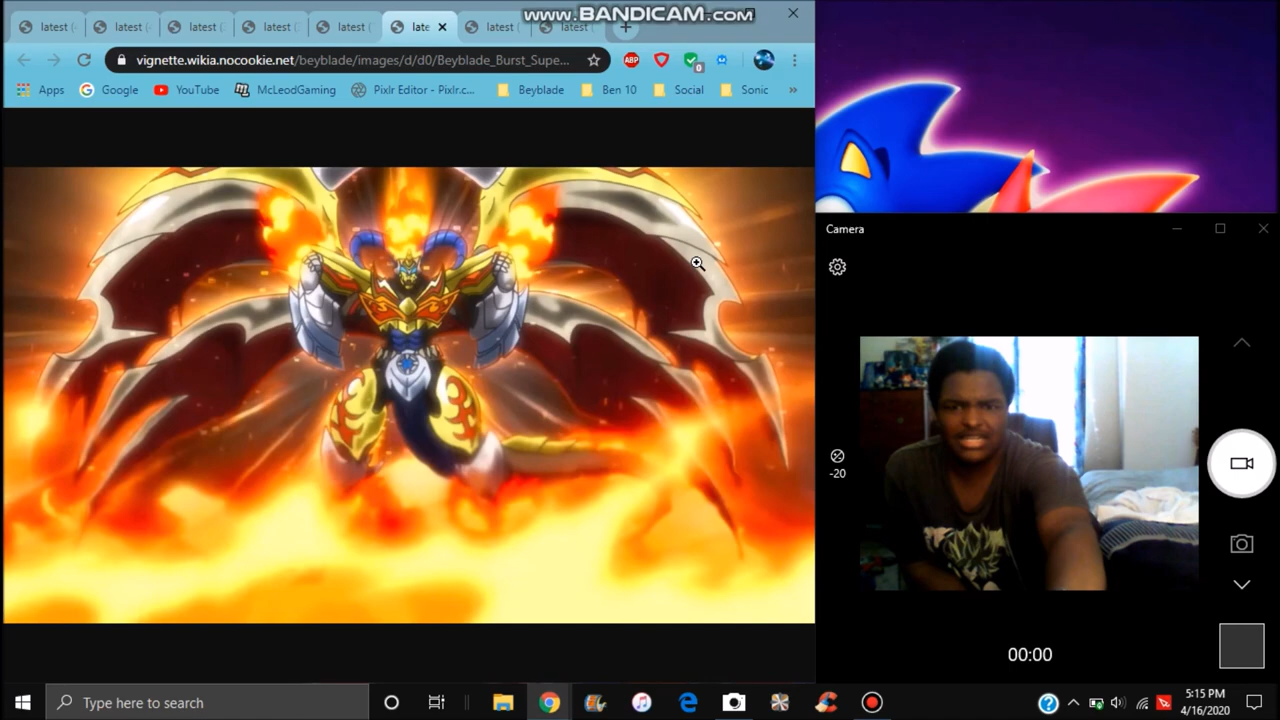 latest (
latest (
latest (
latest (
latest (
late
latest (
latest (
www.BANDICAM.com
vignette.wikia.nocookie.net/beyblade/images/d/d0/Beyblade_Burst_Supe...
ABP
0
Apps
Google
YouTube
McLeodGaming
Pixlr Editor - Pixlr.c...
Beyblade
Ben 10
Social
Sonic
»
Camera
-20
00:00
Type here to search
5:15 PM
4/16/2020